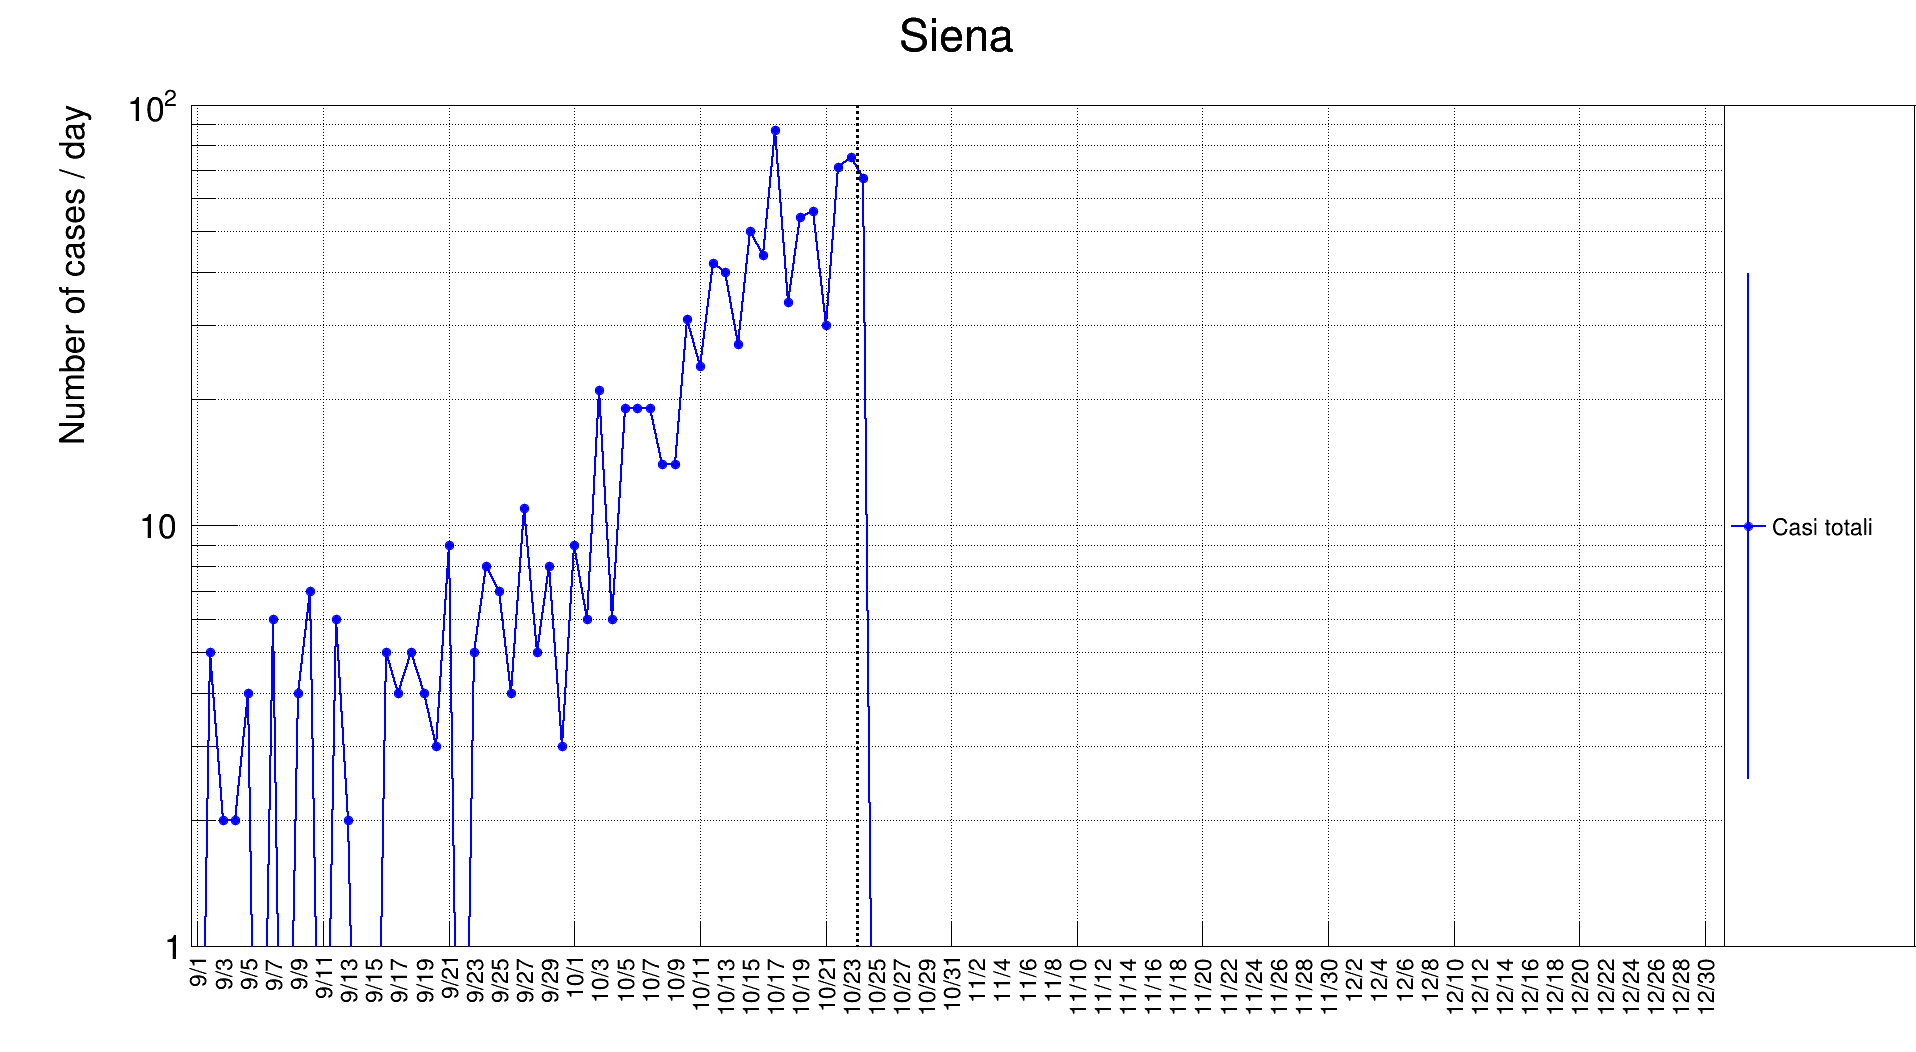 Siena
Number of cases / day
10²
10
1
9/1 9/3 9/5 9/7 9/9 9/11 9/13 9/15 9/17 9/19 9/21 9/23 9/25 9/27 9/29 10/1 10/3 10/5 10/7 10/9 10/11 10/13 10/15 10/17 10/19 10/21 10/23 10/25 10/27 10/29 10/31 11/2 11/4 11/6 11/8 11/10 11/12 11/14 11/16 11/18 11/20 11/22 11/24 11/26 11/28 11/30 12/2 12/4 12/6 12/8 12/10 12/12 12/14 12/16 12/18 12/20 12/22 12/24 12/26 12/28 12/30
Casi totali